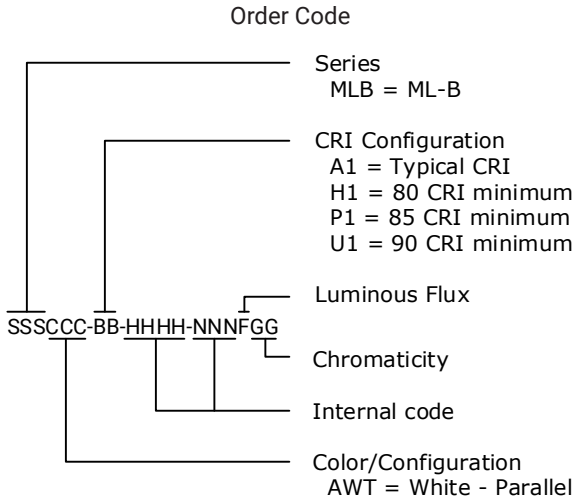 Order Code
Series
MLB = ML-B
CRI Configuration
A1 = Typical CRI
H1 = 80 CRI minimum
P1 = 85 CRI minimum
U1 = 90 CRI minimum
Luminous Flux
SSSCCC-BB-HHHH-NNNFGG
Chromaticity
Internal code
Color/Configuration
AWT = White - Parallel